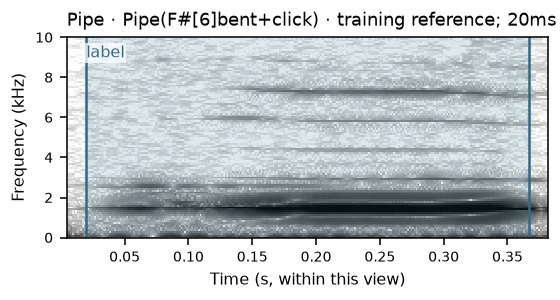 Pipe · Pipe(F#[6]bent+click) · training reference; 20ms
label
Frequency (kHz)
10
8
6
4
2
0
0.05 0.10 0.15 0.20 0.25 0.30 0.35
Time (s, within this view)